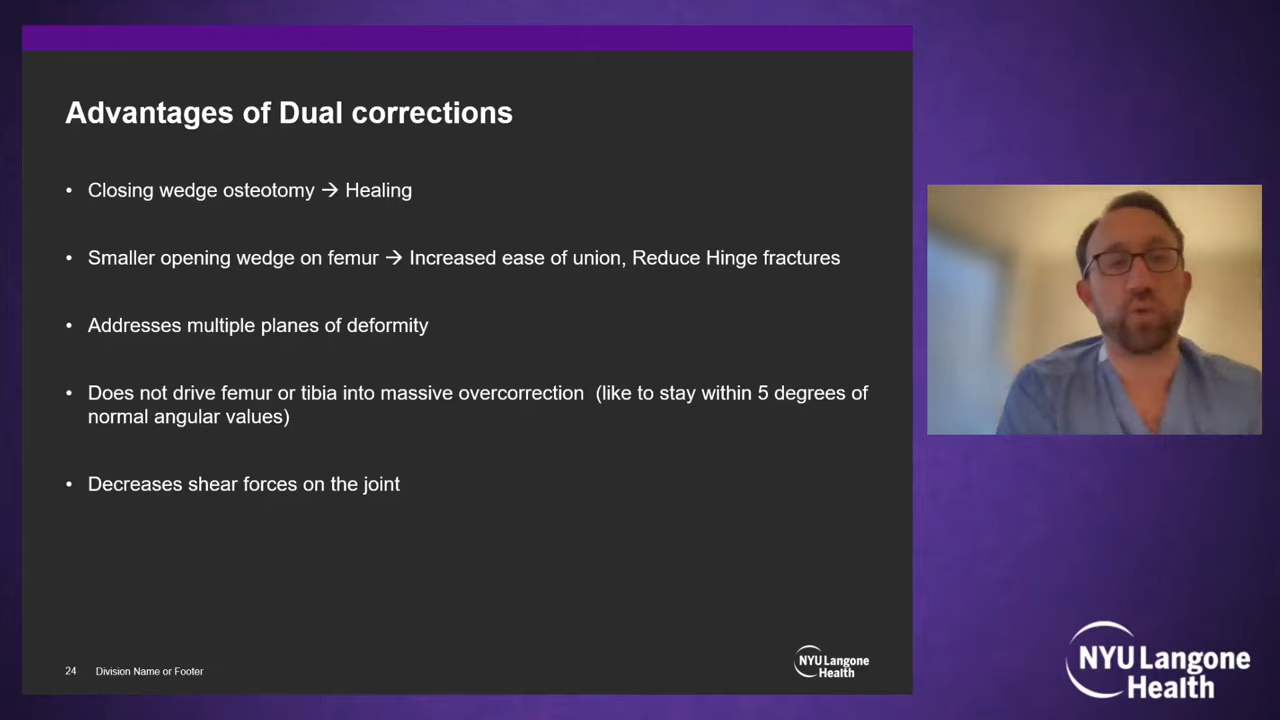 Advantages of Dual corrections
• Closing wedge osteotomy → Healing
• Smaller opening wedge on femur → Increased ease of union, Reduce Hinge fractures
• Addresses multiple planes of deformity
• Does not drive femur or tibia into massive overcorrection (like to stay within 5 degrees of
normal angular values)
• Decreases shear forces on the joint
24 Division Name or Footer
NYU Langone
Health
NYU Langone
Health